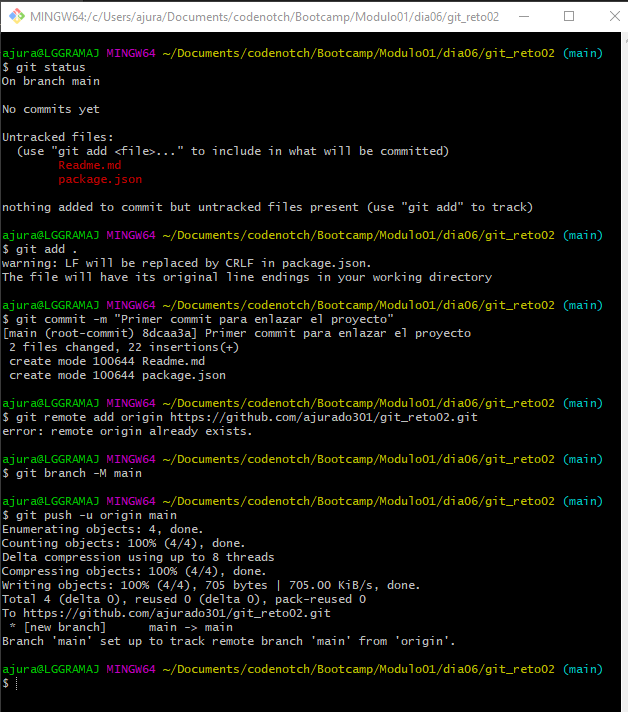 MINGW64:/c/Users/ajura/Documents/codenotch/Bootcamp/Modulo01/dia06/git_reto02
ajura@LGGRAMAJ MINGW64 ~/Documents/codenotch/Bootcamp/Modulo01/dia06/git_reto02 (main)
$ git status
On branch main
No commits yet
Untracked files:
(use "git add <file>..." to include in what will be committed)
Readme.md
package.json
nothing added to commit but untracked files present (use "git add" to track)
ajura@LGGRAMAJ MINGW64 ~/Documents/codenotch/Bootcamp/Modulo01/dia06/git_reto02 (main)
$ git add .
warning: LF will be replaced by CRLF in package.json.
The file will have its original line endings in your working directory
ajura@LGGRAMAJ MINGW64 ~/Documents/codenotch/Bootcamp/Modulo01/dia06/git_reto02 (main)
$ git commit -m "Primer commit para enlazar el proyecto"
[main (root-commit) 8dcaa3a] Primer commit para enlazar el proyecto
2 files changed, 22 insertions(+)
create mode 100644 Readme.md
create mode 100644 package.json
ajura@LGGRAMAJ MINGW64 ~/Documents/codenotch/Bootcamp/Modulo01/dia06/git_reto02 (main)
$ git remote add origin https://github.com/ajurado301/git_reto02.git
error: remote origin already exists.
ajura@LGGRAMAJ MINGW64 ~/Documents/codenotch/Bootcamp/Modulo01/dia06/git_reto02 (main)
$ git branch -M main
ajura@LGGRAMAJ MINGW64 ~/Documents/codenotch/Bootcamp/Modulo01/dia06/git_reto02 (main)
$ git push -u origin main
Enumerating objects: 4, done.
Counting objects: 100% (4/4), done.
Delta compression using up to 8 threads
Compressing objects: 100% (4/4), done.
Writing objects: 100% (4/4), 705 bytes | 705.00 KiB/s, done.
Total 4 (delta 0), reused 0 (delta 0), pack-reused 0
To https://github.com/ajurado301/git_reto02.git
* [new branch] main -> main
Branch 'main' set up to track remote branch 'main' from 'origin'.
ajura@LGGRAMAJ MINGW64 ~/Documents/codenotch/Bootcamp/Modulo01/dia06/git_reto02 (main)
$